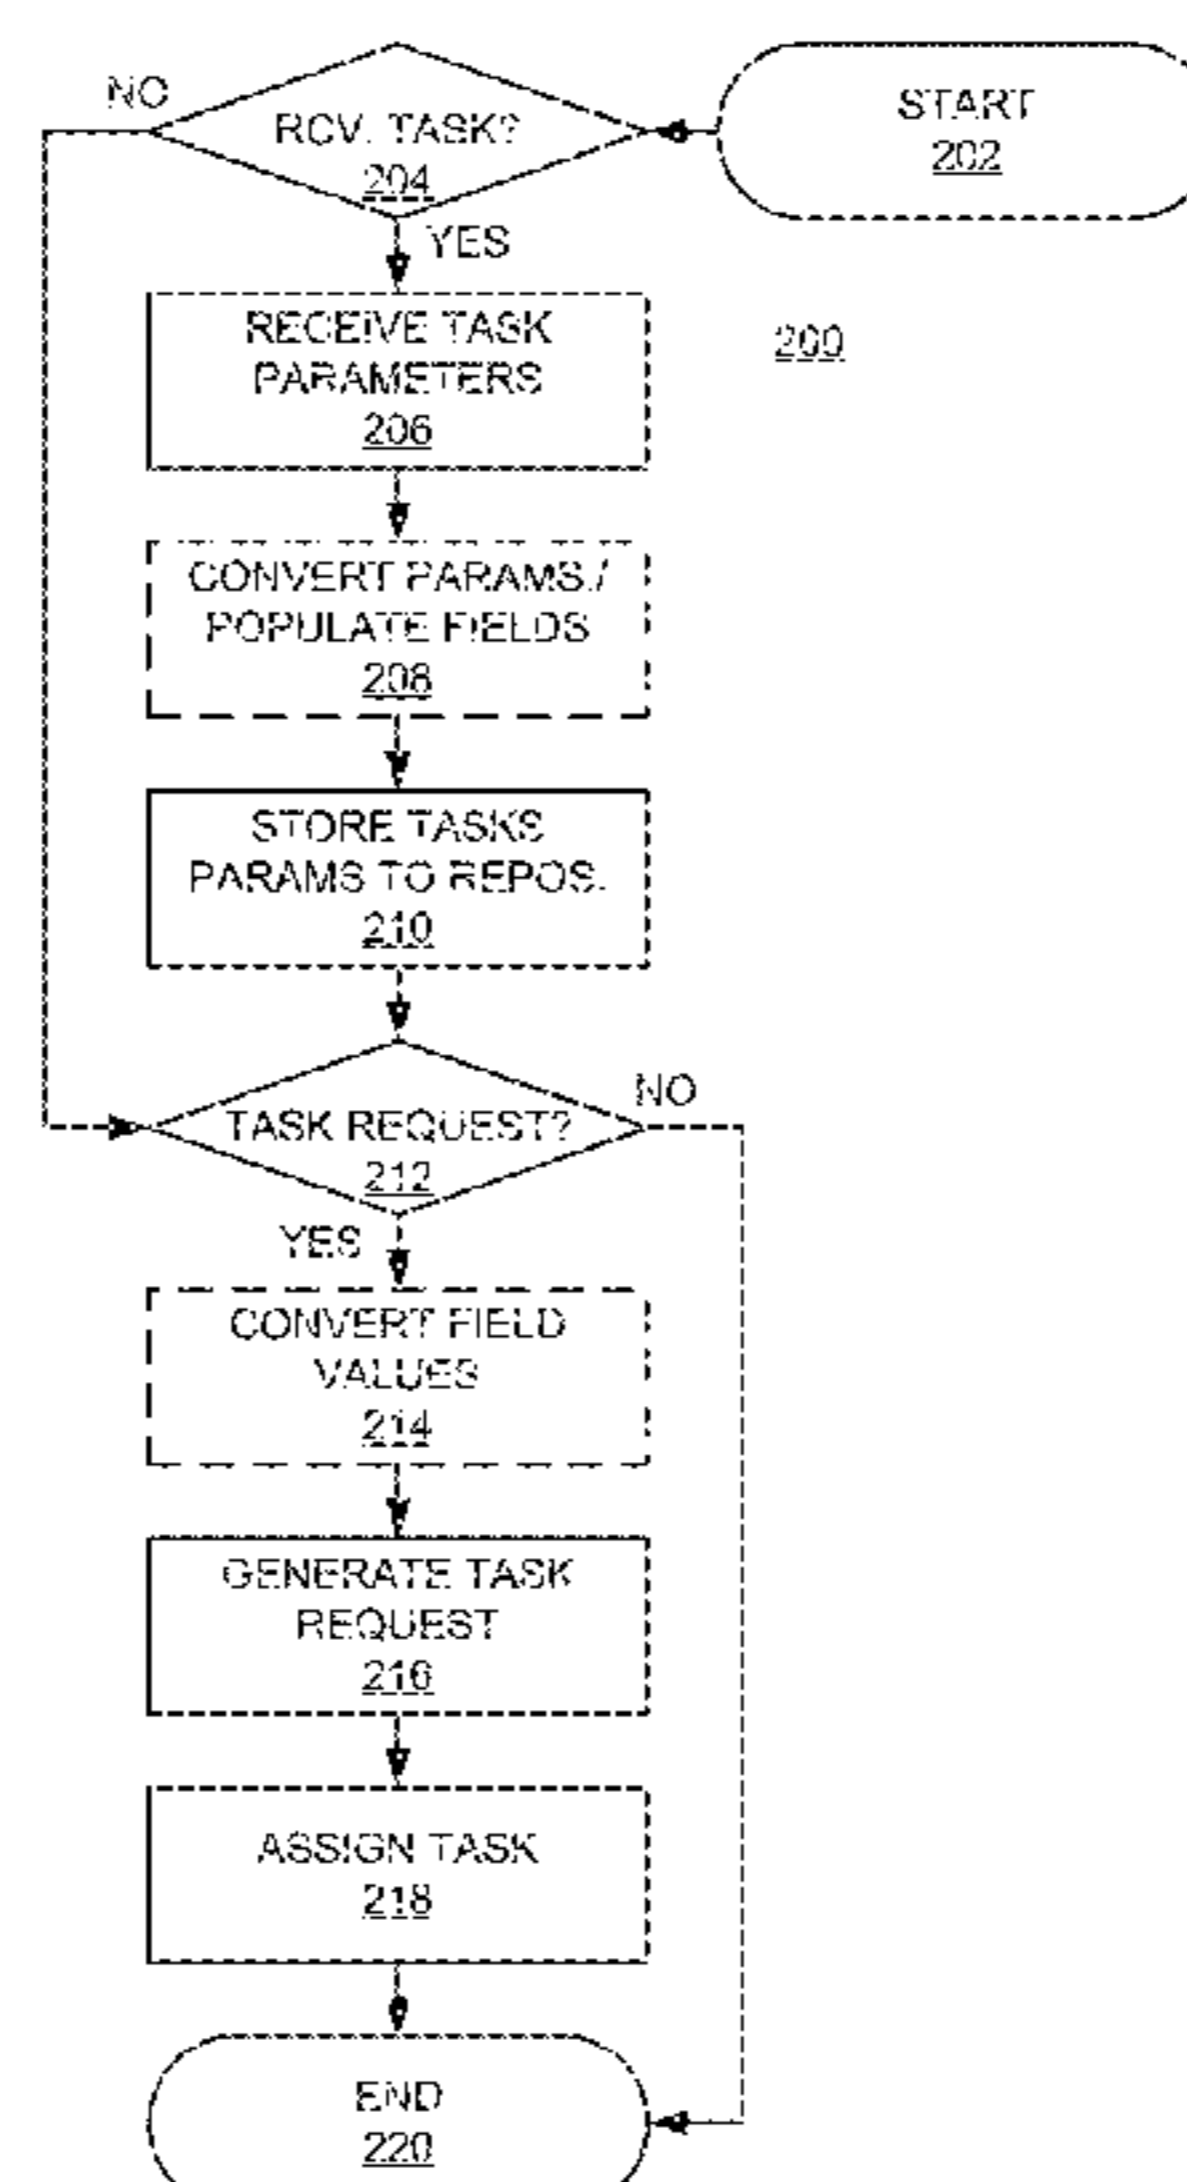 START
202
NO
RCV. TASK?
204
YES
RECEIVE TASK
PARAMETERS
206
200
CONVERT PARAMS./
POPULATE FIELDS
208
STORE TASKS
PARAMS TO REPOS.
210
TASK REQUEST?
212
NO
YES
CONVERT FIELD
VALUES
214
GENERATE TASK
REQUEST
216
ASSIGN TASK
218
END
220